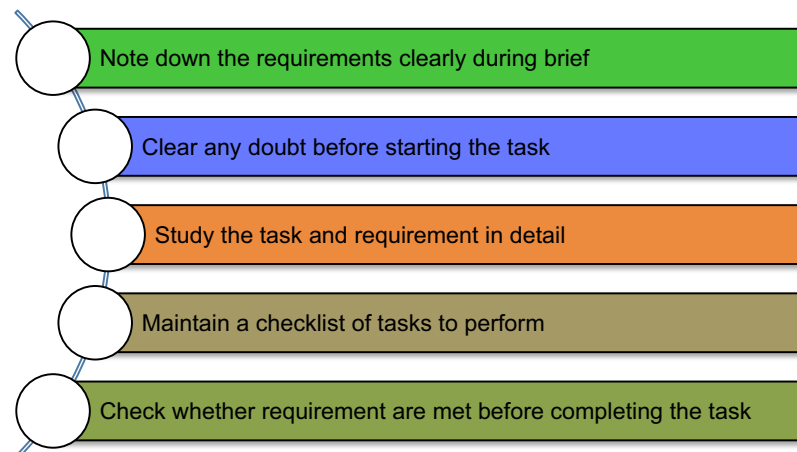 Note down the requirements clearly during brief
Clear any doubt before starting the task
Study the task and requirement in detail
Maintain a checklist of tasks to perform
Check whether requirement are met before completing the task